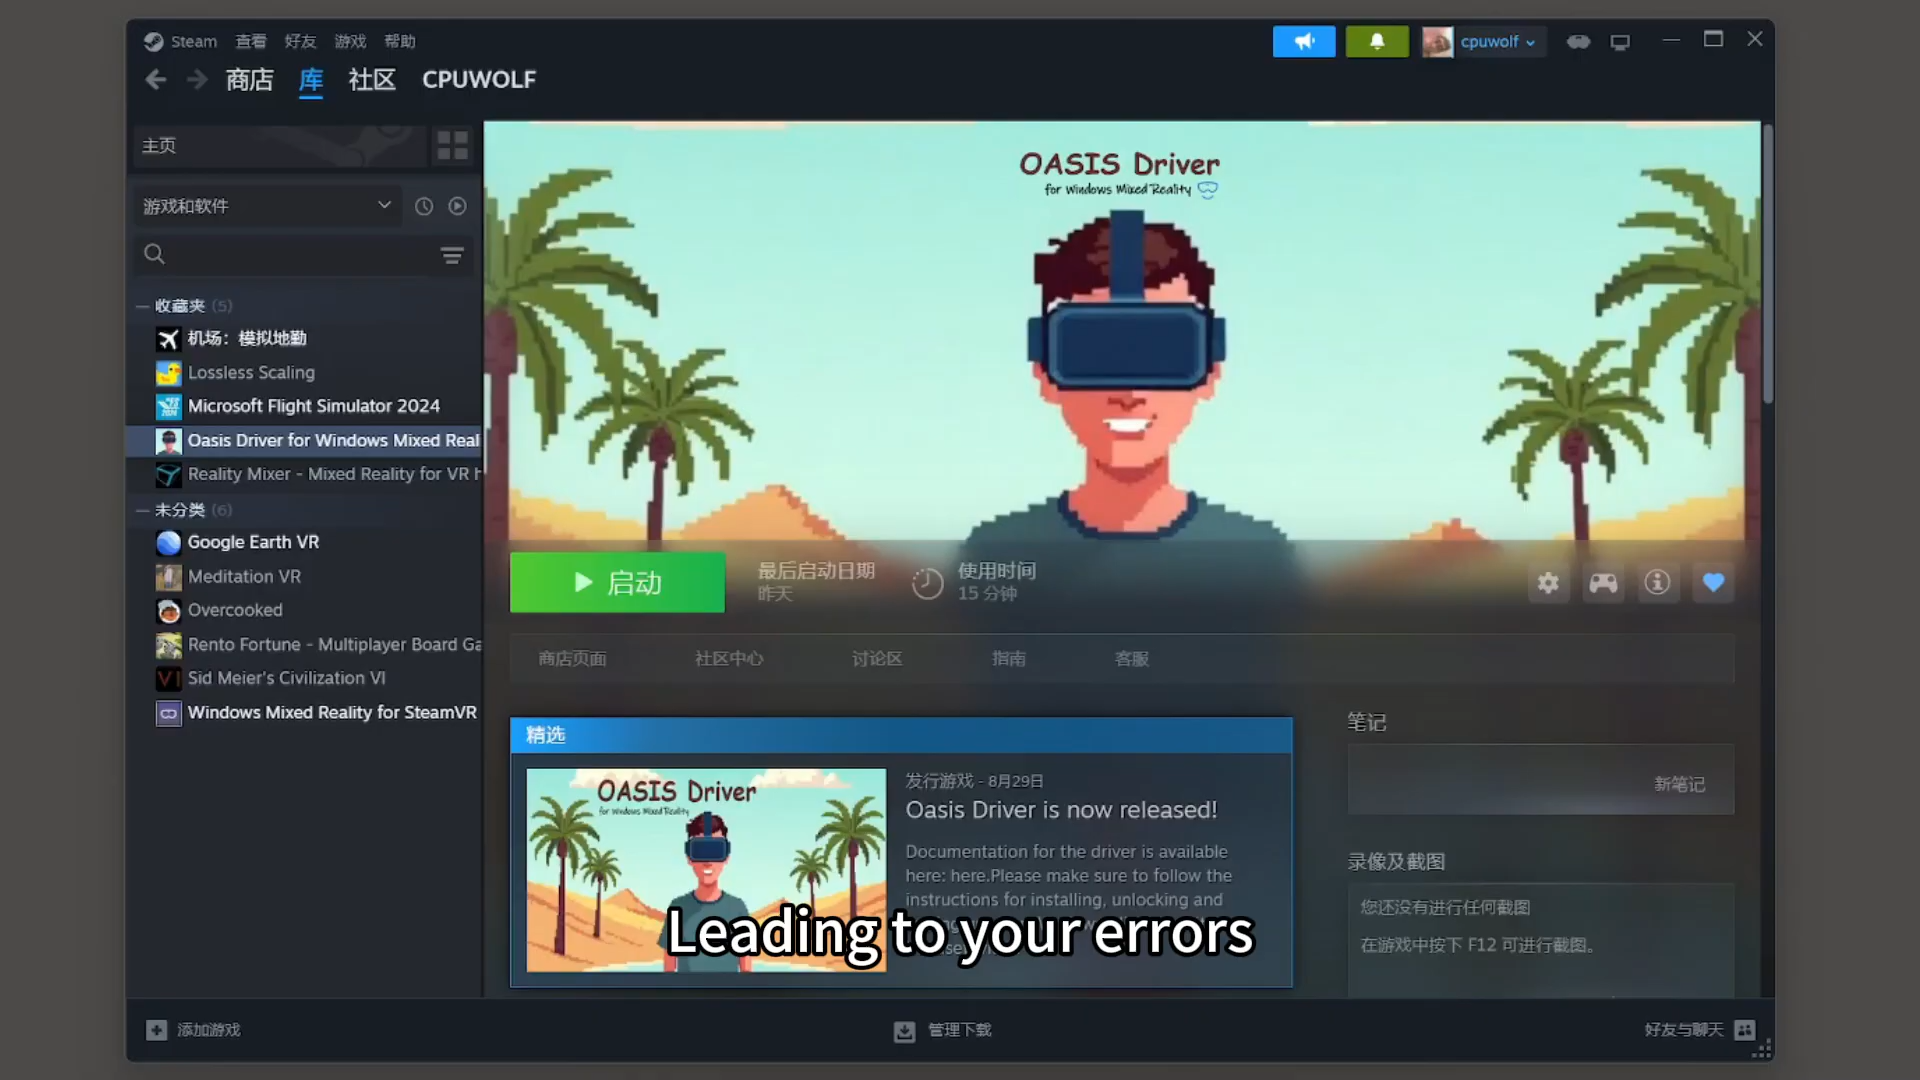 Steam 查看 好友 游戏 帮助
cpuwolf
商店 库 社区 CPUWOLF
主页
游戏和软件
收藏夹 (5)
机场：模拟地勤
Lossless Scaling
Microsoft Flight Simulator 2024
Oasis Driver for Windows Mixed Real
Reality Mixer - Mixed Reality for VR h
未分类 (6)
Google Earth VR
Meditation VR
Overcooked
Rento Fortune - Multiplayer Board Ga
Sid Meier's Civilization VI
Windows Mixed Reality for SteamVR
OASIS Driver
for Windows Mixed Reality
启动
最后启动日期
昨天
使用时间
15 分钟
商店页面 社区中心 讨论区 指南 客服
精选
OASIS Driver
for Windows Mixed Reality
发行游戏 - 8月29日
Oasis Driver is now released!
Documentation for the driver is available
here: here.Please make sure to follow the
instructions for installing, unlocking and
Leading to your errors
笔记
新笔记
录像及截图
您还没有进行任何截图
在游戏中按下 F12 可进行截图。
添加游戏
管理下载
好友与聊天